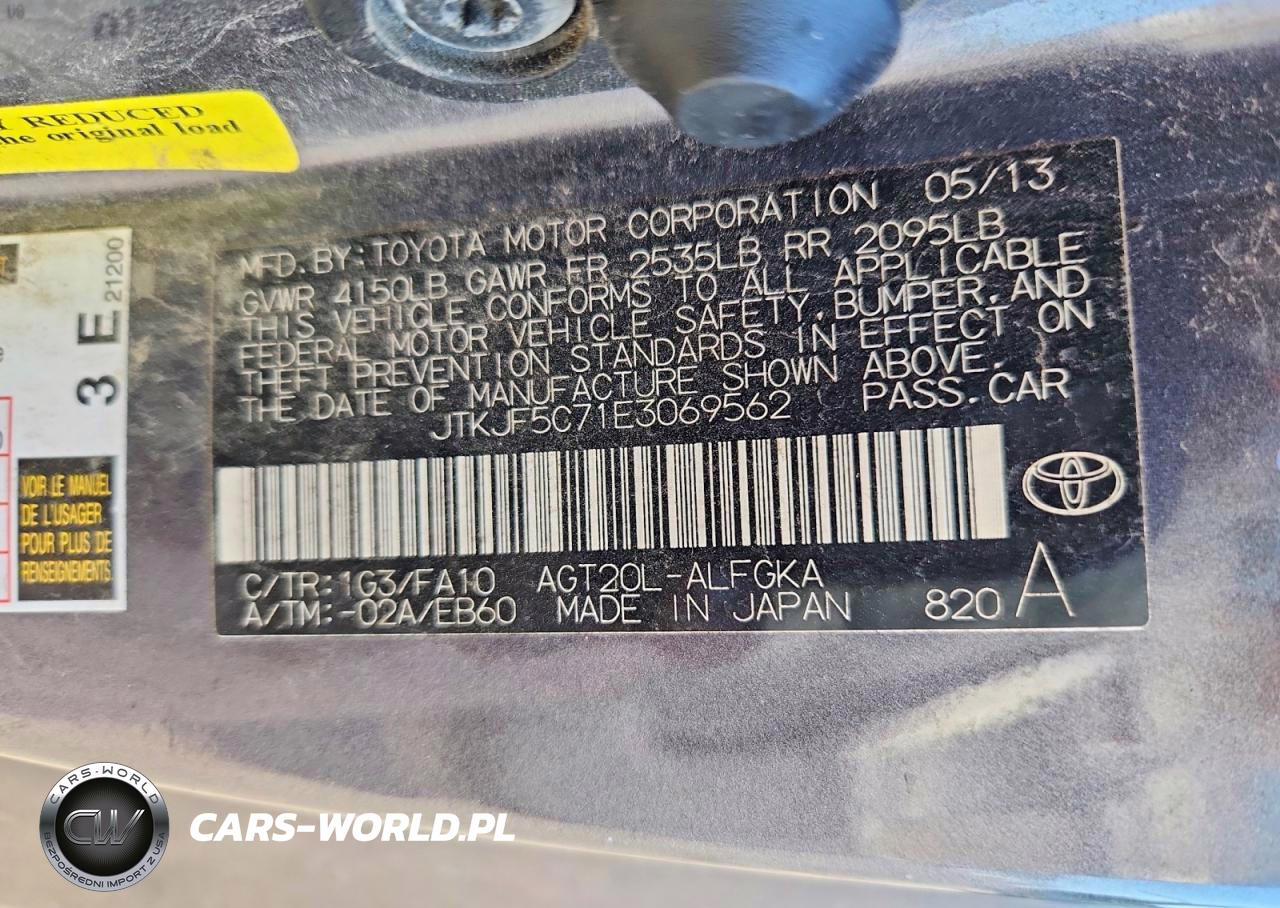 Y REDUCED
he original load
3 E 21200
VOIR LE MANUEL
DE L'USAGER
POUR PLUS DE
RENSEIGNEMENTS.
MFD. BY: TOYOTA MOTOR CORPORATION 05/13
GVWR 4150LB GAWR FR 2535LB RR 2095LB
THIS VEHICLE CONFORMS TO ALL APPLICABLE
FEDERAL MOTOR VEHICLE SAFETY, BUMPER, AND
THEFT PREVENTION STANDARDS IN EFFECT ON
THE DATE OF MANUFACTURE SHOWN ABOVE.
JTKJF5C71E3069562 PASS. CAR
C/TR: 1G3/FA10 AGT20L-ALFGKA
A/TM: -02A/EB60 MADE IN JAPAN 820 A
CARS-WORLD
CW
BEZPOŚREDNI IMPORT Z USA
CARS-WORLD.PL